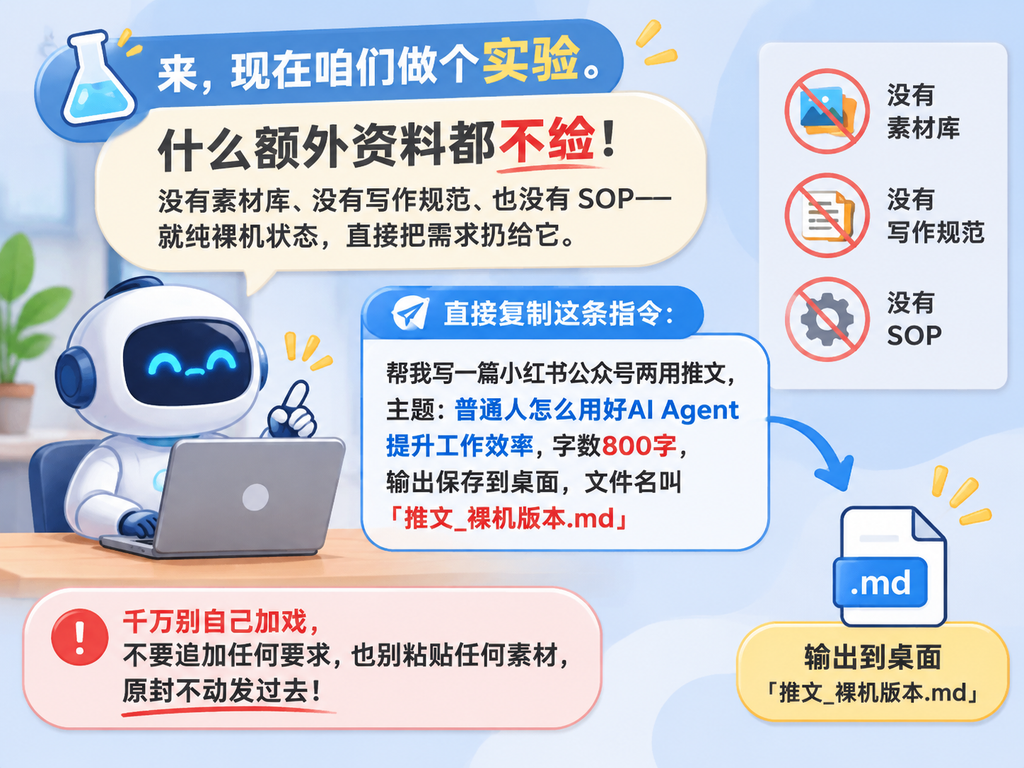 来，现在咱们做个实验。
什么额外资料都不给！
没有素材库、没有写作规范、也没有 SOP——
就纯裸机状态，直接把需求扔给它。
没有
素材库
没有
写作规范
没有
SOP
直接复制这条指令：
帮我写一篇小红书公众号两用推文，
主题：普通人怎么用好AI Agent
提升工作效率，字数800字，
输出保存到桌面，文件名叫
「推文_裸机版本.md」
.md
输出到桌面
「推文_裸机版本.md」
千万别自己加戏，
不要追加任何要求，也别粘贴任何素材，
原封不动发过去！